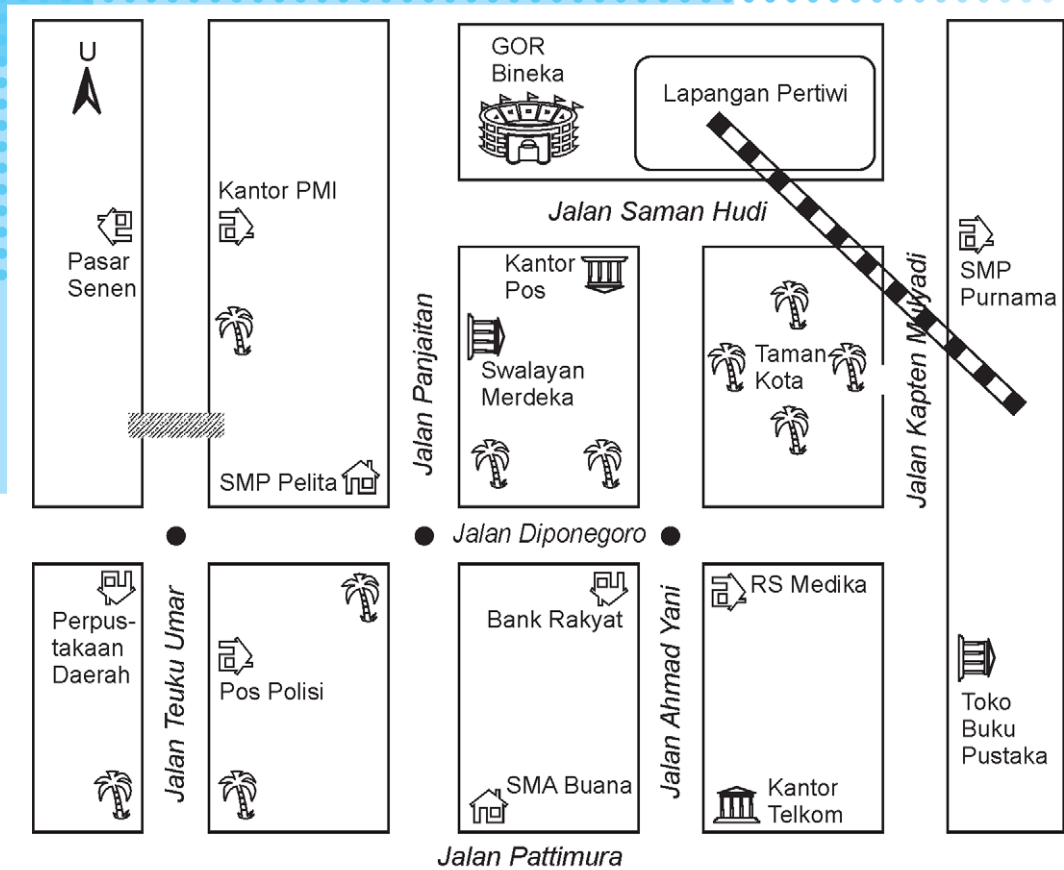 U
GOR
Bineka
Lapangan Pertiwi
Kantor PMI
Jalan Saman Hudi
Pasar
Senen
SMP
Purnama
Kantor
Pos
Jalan Panjaitan
Swalayan
Merdeka
Taman
Kota
Jalan Kapten Mulyadi
SMP Pelita
Jalan Diponegoro
Perpus-
takaan
Daerah
Jalan Teuku Umar
Pos Polisi
Bank Rakyat
Jalan Ahmad Yani
RS Medika
Toko
Buku
Pustaka
SMA Buana
Kantor
Telkom
Jalan Pattimura